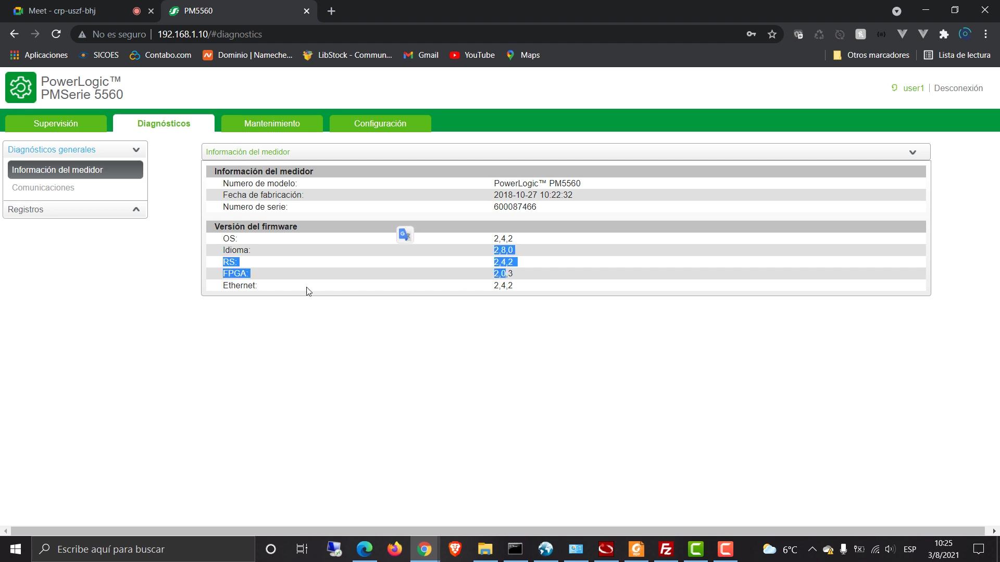 Meet - crp-uszf-bhj
PM5560
No es seguro | 192.168.1.10/#diagnostics
Aplicaciones SICOES Contabo.com Dominio | Nameche... LibStock - Commun... Gmail YouTube Maps Otros marcadores Lista de lectura
PowerLogic™
PMSerie 5560
user1 | Desconexión
Supervisión Diagnósticos Mantenimiento Configuración
Diagnósticos generales
Información del medidor
Comunicaciones
Registros
Información del medidor
Información del medidor
Numero de modelo: PowerLogic™ PM5560
Fecha de fabricación: 2018-10-27 10:22:32
Numero de serie: 600087466
Versión del firmware
OS: 2,4,2
Idioma: 2,8,0
RS: 2,4,2
FPGA: 2,0,3
Ethernet: 2,4,2
Escribe aquí para buscar
6°C
ESP
10:25
3/8/2021